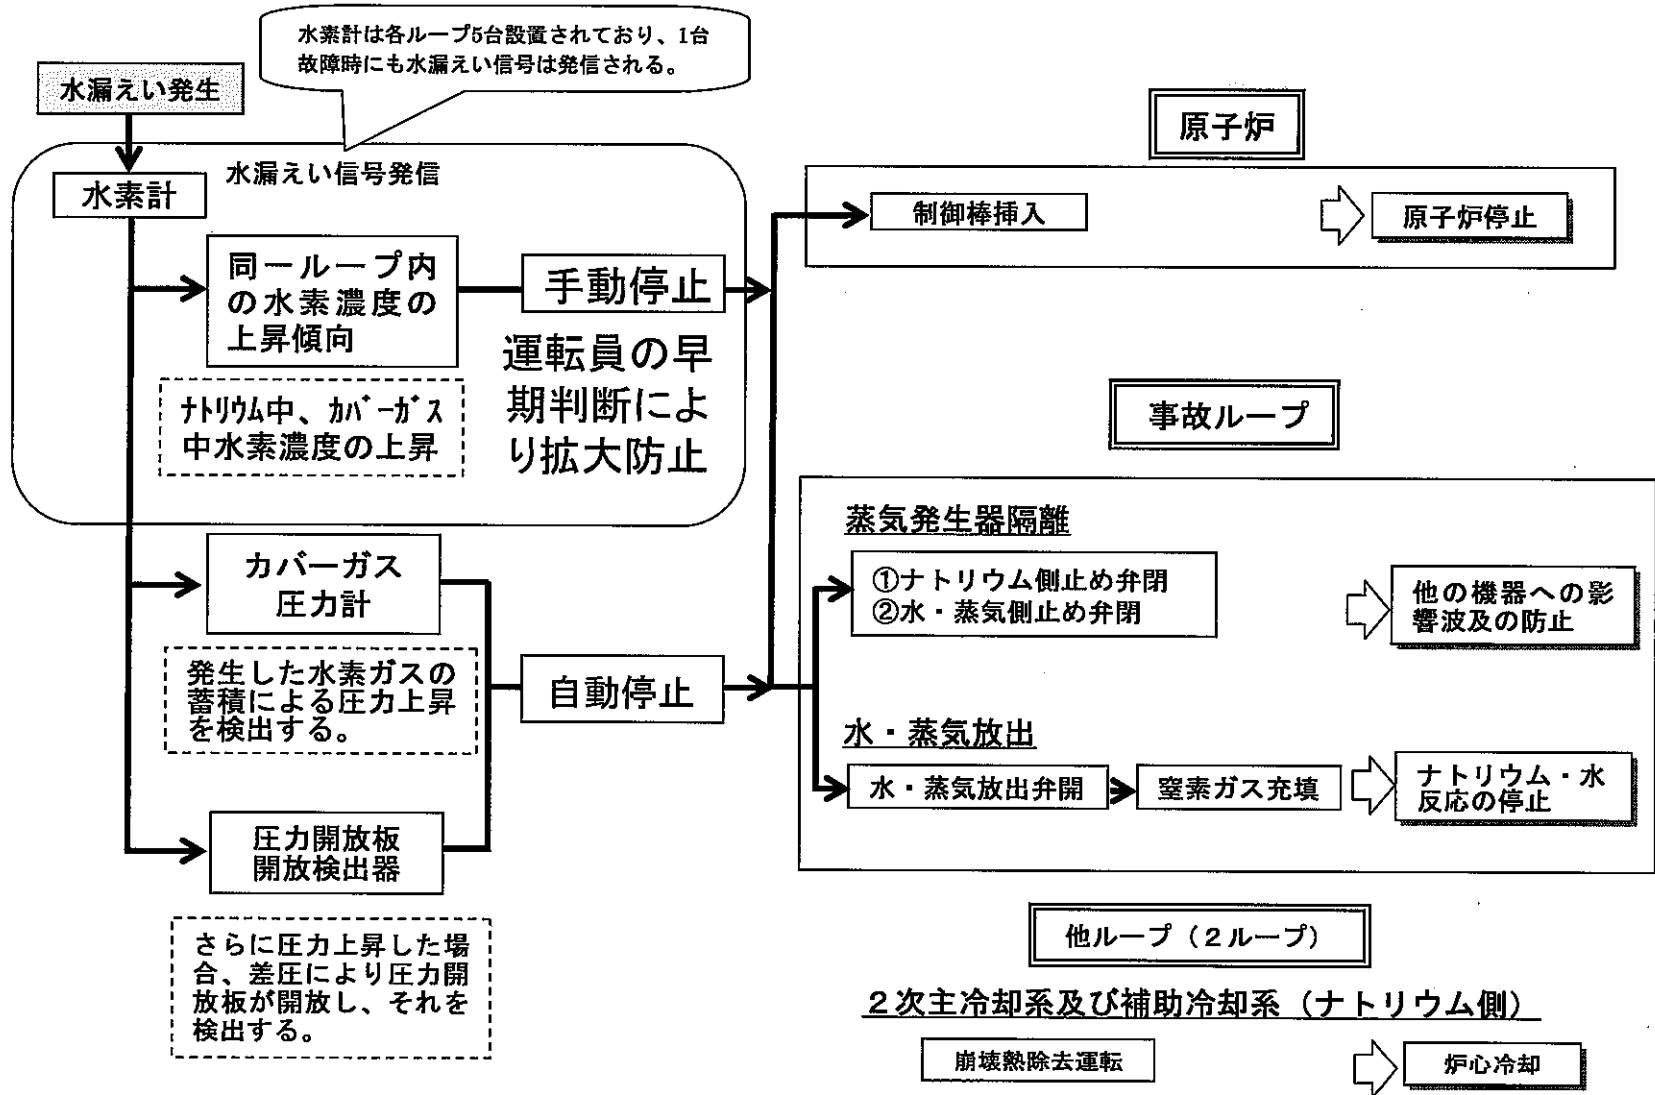 水素計は各ループ5台設置されており、1台
故障時にも水漏えい信号は発信される。
水漏えい発生
水漏えい信号発信
水素計
同一ループ内
の水素濃度の
上昇傾向
手動停止
運転員の早
期判断によ
り拡大防止
ﾅﾄﾘｳﾑ中、ｶﾊﾞｰｶﾞｽ
中水素濃度の上昇
カバーガス
圧力計
発生した水素ガスの
蓄積による圧力上昇
を検出する。
自動停止
圧力開放板
開放検出器
さらに圧力上昇した場
合、差圧により圧力開
放板が開放し、それを
検出する。
原子炉
制御棒挿入
原子炉停止
事故ループ
蒸気発生器隔離
①ナトリウム側止め弁閉
②水・蒸気側止め弁閉
他の機器への影
響波及の防止
水・蒸気放出
水・蒸気放出弁開
窒素ガス充填
ナトリウム・水
反応の停止
他ループ（２ループ）
２次主冷却系及び補助冷却系（ナトリウム側）
崩壊熱除去運転
炉心冷却